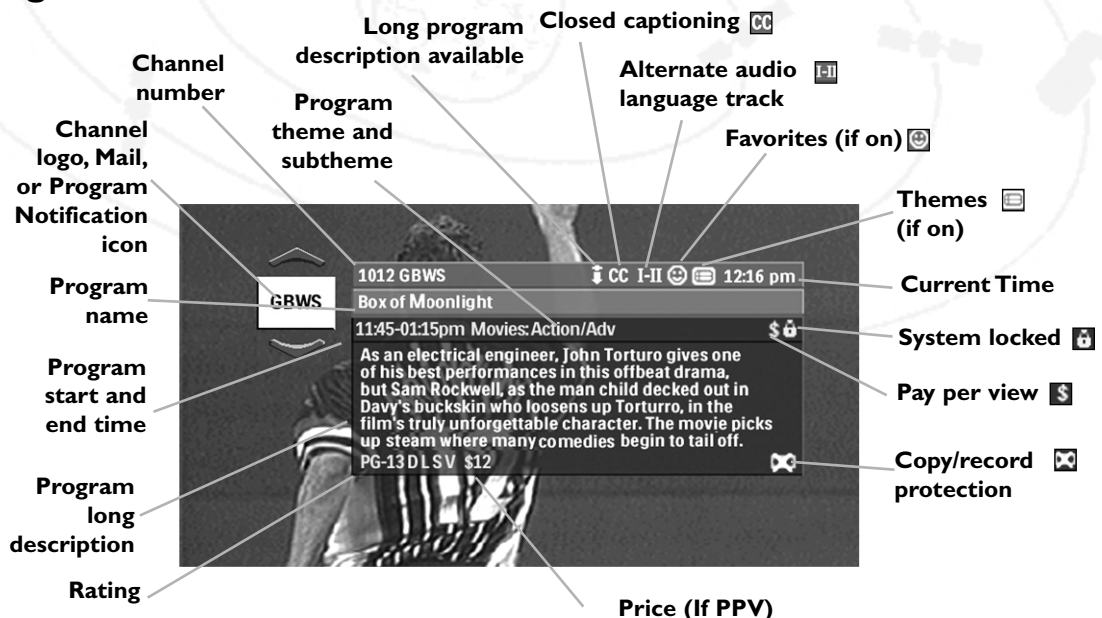 Long program
description available
Closed captioning CC
Channel
number
Alternate audio I-II
language track
Program
theme and
subtheme
Channel
logo, Mail,
or Program
Notification
icon
Favorites (if on)
Themes
(if on)
1012 GBWS CC I-II 12:16 pm
Current Time
Program
name
GBWS
Box of Moonlight
11:45-01:15pm Movies: Action/Adv $
System locked
As an electrical engineer, John Torturo gives one
of his best performances in this offbeat drama,
but Sam Rockwell, as the man child decked out in
Davy's buckskin who loosens up Torturro, in the
film's truly unforgettable character. The movie picks
up steam where many comedies begin to tail off.
PG-13 D L S V $12
Program
start and
end time
Pay per view $
Copy/record
protection
Program
long
description
Rating
Price (If PPV)